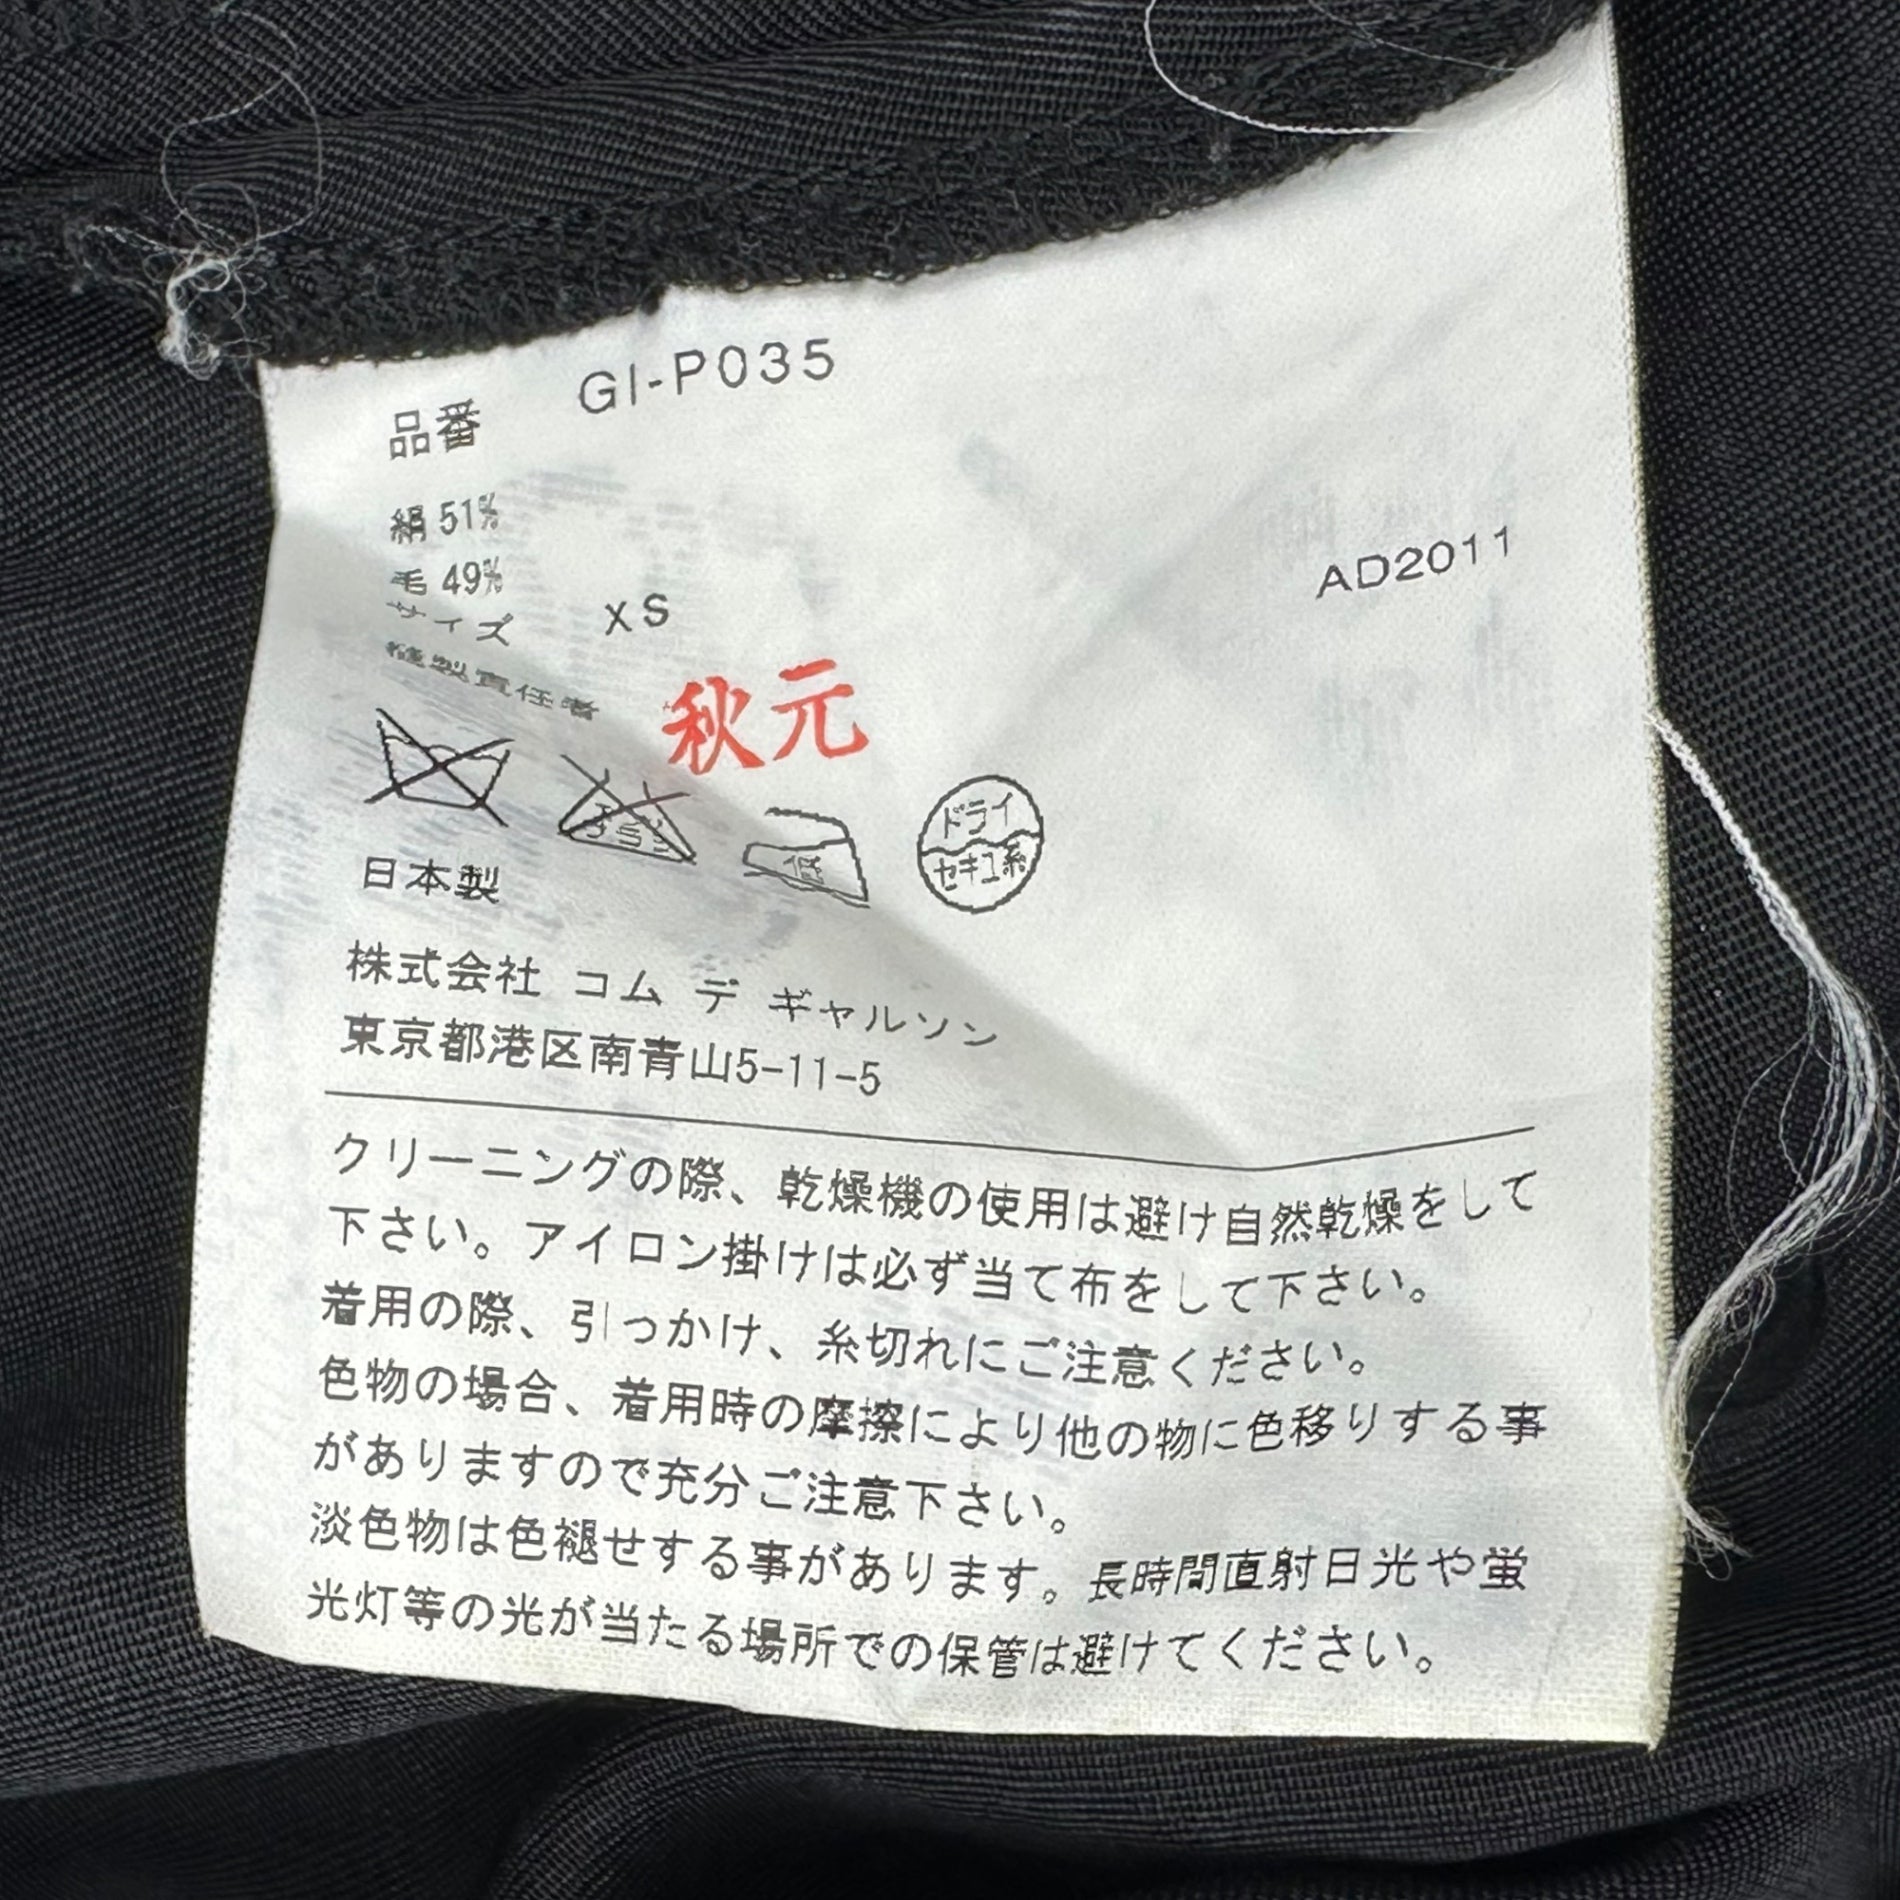 品番 GI-P035
絹 51%
毛 49%
AD2011
サイズ XS
縫製責任者 秋元
ドライ
セキユ系
低
日本製
株式会社 コム デ ギャルソン
東京都港区南青山5-11-5
クリーニングの際、乾燥機の使用は避け自然乾燥をして
下さい。アイロン掛けは必ず当て布をして下さい。
着用の際、引っかけ、糸切れにご注意ください。
色物の場合、着用時の摩擦により他の物に色移りする事
がありますので充分ご注意下さい。
淡色物は色褪せする事があります。長時間直射日光や蛍
光灯等の光が当たる場所での保管は避けてください。